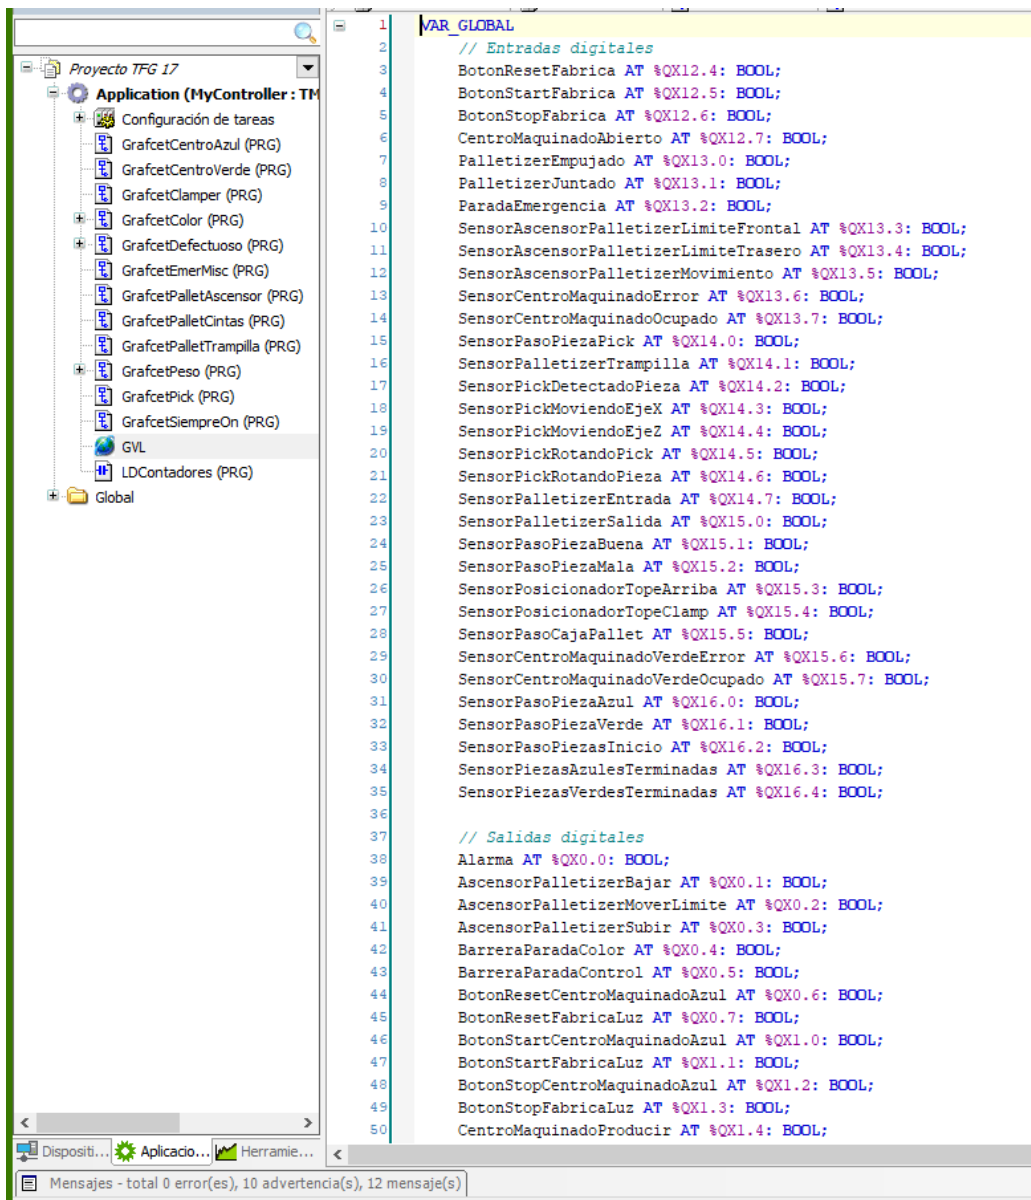 Proyecto TFG 17
Application (MyController : TM
Configuración de tareas
GrafcetCentroAzul (PRG)
GrafcetCentroVerde (PRG)
GrafcetClamper (PRG)
GrafcetColor (PRG)
GrafcetDefectuoso (PRG)
GrafcetEmerMisc (PRG)
GrafcetPalletAscensor (PRG)
GrafcetPalletCintas (PRG)
GrafcetPalletTrampilla (PRG)
GrafcetPeso (PRG)
GrafcetPick (PRG)
GrafcetSiempreOn (PRG)
GVL
LDContadores (PRG)
Global
1 VAR_GLOBAL
2 // Entradas digitales
3 BotonResetFabrica AT %QX12.4: BOOL;
4 BotonStartFabrica AT %QX12.5: BOOL;
5 BotonStopFabrica AT %QX12.6: BOOL;
6 CentroMaquinadoAbierto AT %QX12.7: BOOL;
7 PalletizerEmpujado AT %QX13.0: BOOL;
8 PalletizerJuntado AT %QX13.1: BOOL;
9 ParadaEmergencia AT %QX13.2: BOOL;
10 SensorAscensorPalletizerLimiteFrontal AT %QX13.3: BOOL;
11 SensorAscensorPalletizerLimiteTrasero AT %QX13.4: BOOL;
12 SensorAscensorPalletizerMovimiento AT %QX13.5: BOOL;
13 SensorCentroMaquinadoError AT %QX13.6: BOOL;
14 SensorCentroMaquinadoOcupado AT %QX13.7: BOOL;
15 SensorPasoPiezaPick AT %QX14.0: BOOL;
16 SensorPalletizerTrampilla AT %QX14.1: BOOL;
17 SensorPickDetectadoPieza AT %QX14.2: BOOL;
18 SensorPickMoviendoEjeX AT %QX14.3: BOOL;
19 SensorPickMoviendoEjeZ AT %QX14.4: BOOL;
20 SensorPickRotandoPick AT %QX14.5: BOOL;
21 SensorPickRotandoPieza AT %QX14.6: BOOL;
22 SensorPalletizerEntrada AT %QX14.7: BOOL;
23 SensorPalletizerSalida AT %QX15.0: BOOL;
24 SensorPasoPiezaBuena AT %QX15.1: BOOL;
25 SensorPasoPiezaMala AT %QX15.2: BOOL;
26 SensorPosicionadorTopeArriba AT %QX15.3: BOOL;
27 SensorPosicionadorTopeClamp AT %QX15.4: BOOL;
28 SensorPasoCajaPallet AT %QX15.5: BOOL;
29 SensorCentroMaquinadoVerdeError AT %QX15.6: BOOL;
30 SensorCentroMaquinadoVerdeOcupado AT %QX15.7: BOOL;
31 SensorPasoPiezaAzul AT %QX16.0: BOOL;
32 SensorPasoPiezaVerde AT %QX16.1: BOOL;
33 SensorPasoPiezasInicio AT %QX16.2: BOOL;
34 SensorPiezasAzulesTerminadas AT %QX16.3: BOOL;
35 SensorPiezasVerdesTerminadas AT %QX16.4: BOOL;
36
37 // Salidas digitales
38 Alarma AT %QX0.0: BOOL;
39 AscensorPalletizerBajar AT %QX0.1: BOOL;
40 AscensorPalletizerMoverLimite AT %QX0.2: BOOL;
41 AscensorPalletizerSubir AT %QX0.3: BOOL;
42 BarreraParadaColor AT %QX0.4: BOOL;
43 BarreraParadaControl AT %QX0.5: BOOL;
44 BotonResetCentroMaquinadoAzul AT %QX0.6: BOOL;
45 BotonResetFabricaLuz AT %QX0.7: BOOL;
46 BotonStartCentroMaquinadoAzul AT %QX1.0: BOOL;
47 BotonStartFabricaLuz AT %QX1.1: BOOL;
48 BotonStopCentroMaquinadoAzul AT %QX1.2: BOOL;
49 BotonStopFabricaLuz AT %QX1.3: BOOL;
50 CentroMaquinadoProducir AT %QX1.4: BOOL;
Dispositi... Aplicacio... Herramie...
Mensajes - total 0 error(es), 10 advertencia(s), 12 mensaje(s)